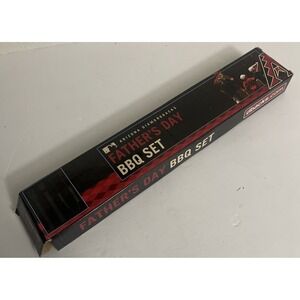 ARIZONA DIAMONDBACKS
FATHER'S DAY
BBQ SET
FATHER'S DAY BBQ SET